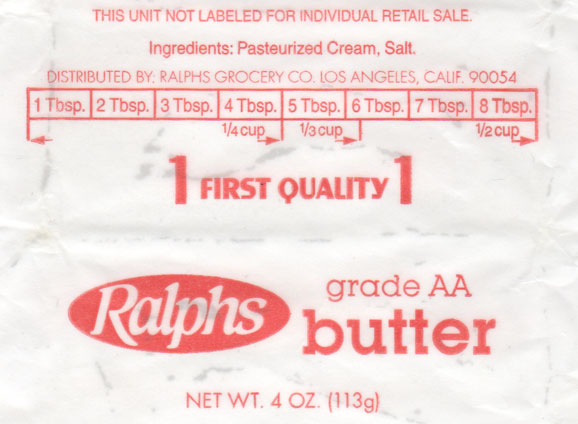 THIS UNIT NOT LABELED FOR INDIVIDUAL RETAIL SALE.
Ingredients: Pasteurized Cream, Salt.
DISTRIBUTED BY: RALPHS GROCERY CO. LOS ANGELES, CALIF. 90054
1 Tbsp. 2 Tbsp. 3 Tbsp. 4 Tbsp. 5 Tbsp. 6 Tbsp. 7 Tbsp. 8 Tbsp.
1/4 cup 1/3 cup 1/2 cup
1 FIRST QUALITY 1
Ralphs
grade AA
butter
NET WT. 4 OZ. (113g)